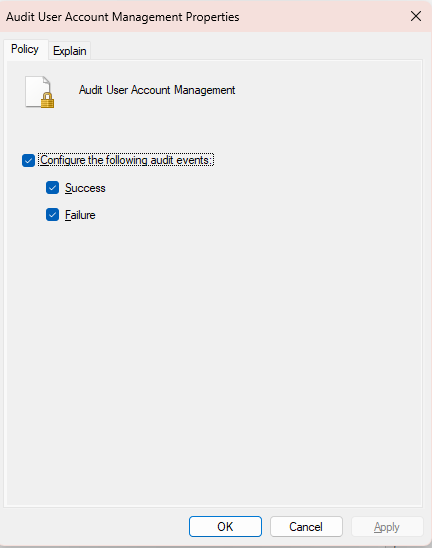 Audit User Account Management Properties
Policy
Explain
Audit User Account Management
Configure the following audit events:
Success
Failure
OK
Cancel
Apply